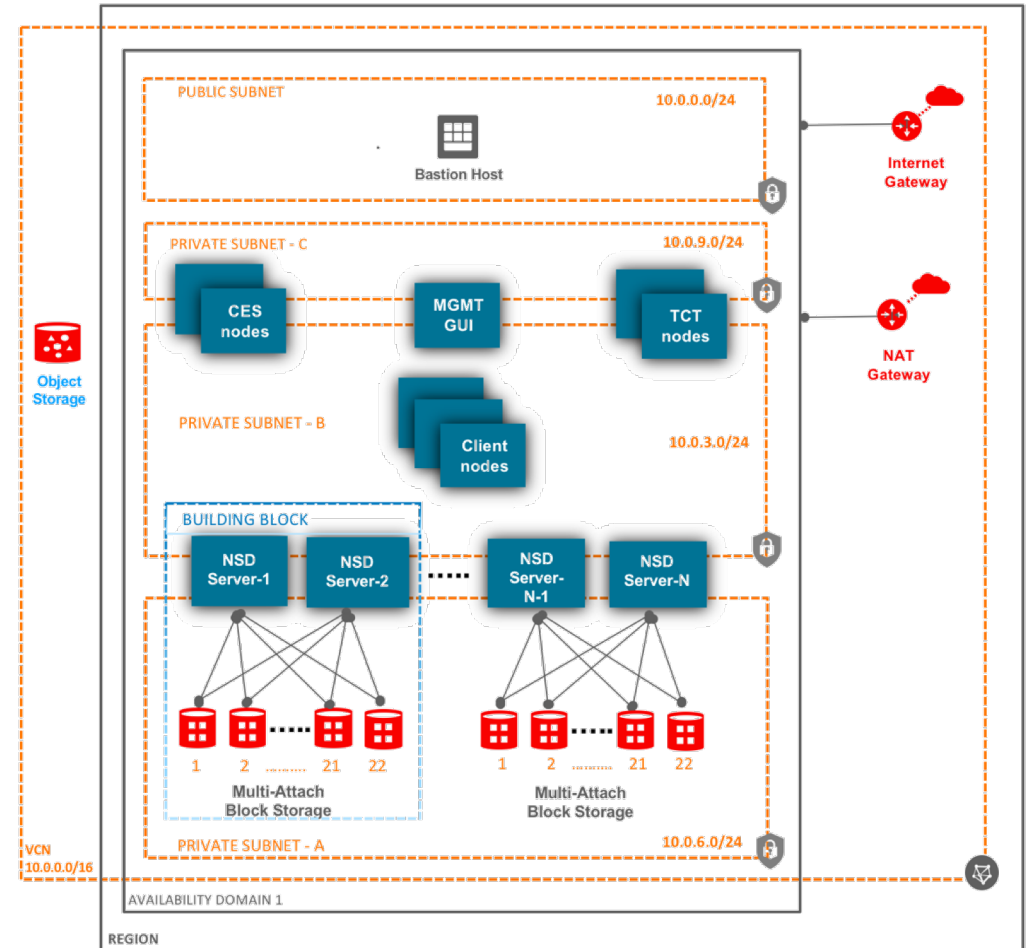 PUBLIC SUBNET
10.0.0.0/24
Bastion Host
Internet
Gateway
PRIVATE SUBNET - C
10.0.9.0/24
CES
nodes
MGMT
GUI
TCT
nodes
NAT
Gateway
Object
Storage
PRIVATE SUBNET - B
10.0.3.0/24
Client
nodes
BUILDING BLOCK
NSD
Server-1
NSD
Server-2
NSD
Server-
N-1
NSD
Server-N
1 2 ........... 21 22
1 2 ........... 21 22
Multi-Attach
Block Storage
Multi-Attach
Block Storage
PRIVATE SUBNET - A
10.0.6.0/24
VCN
10.0.0.0/16
AVAILABILITY DOMAIN 1
REGION